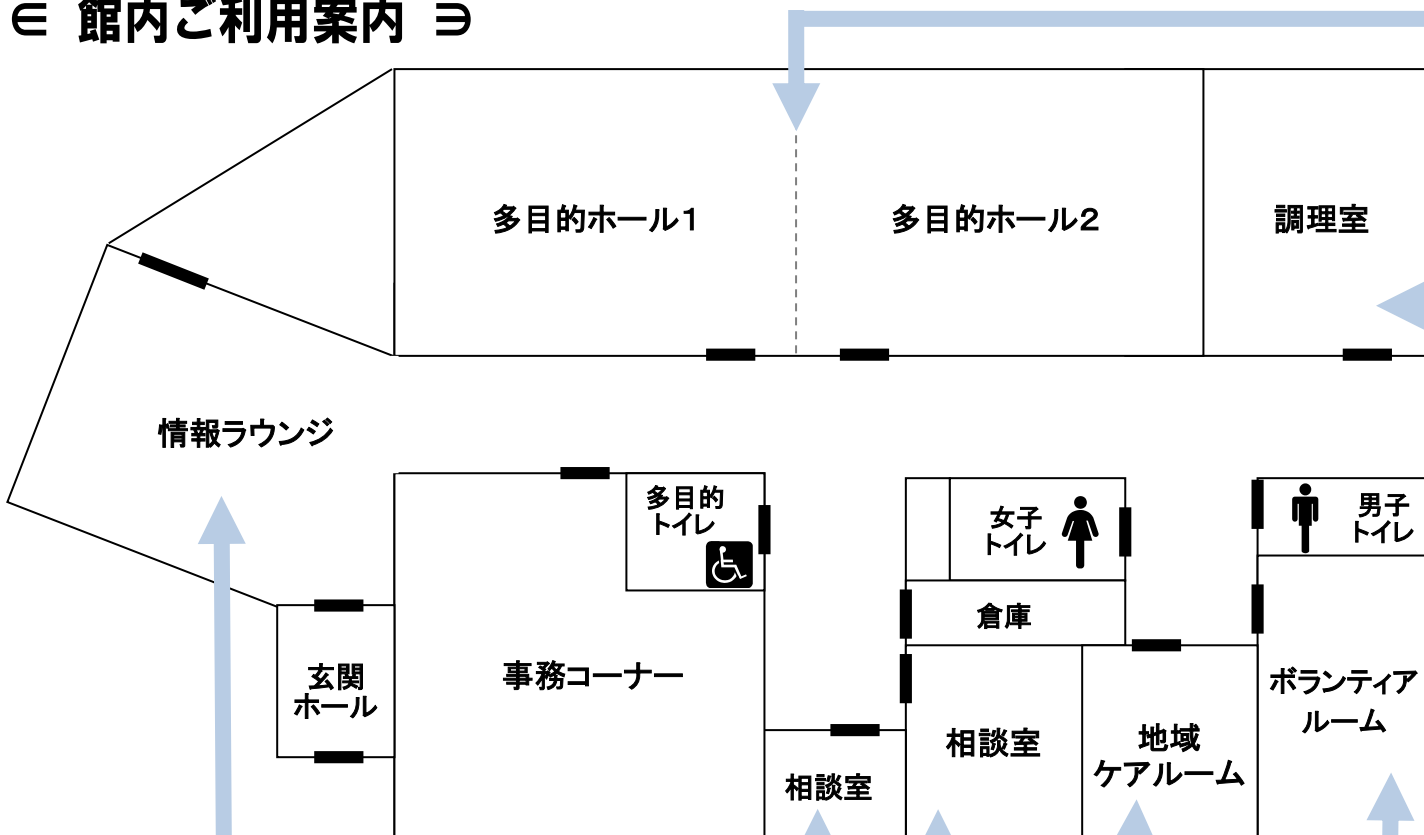 ∈ 館内ご利用案内 ∋
多目的ホール1
多目的ホール2
調理室
情報ラウンジ
多目的
トイレ
女子
トイレ
男子
トイレ
倉庫
玄関
ホール
事務コーナー
相談室
相談室
地域
ケアルーム
ボランティア
ルーム